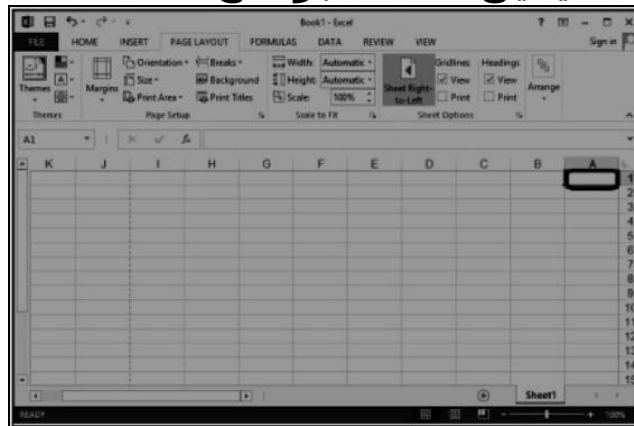 Book1 - Excel
FILE HOME INSERT PAGE LAYOUT FORMULAS DATA REVIEW VIEW Sign in
Themes Margins Orientation Size Print Area Breaks Background Print Titles Width: Automatic Height: Automatic Scale: 100% Sheet Right-to-Left Gridlines View Print Headings View Print Arrange
Themes Page Setup Scale to Fit Sheet Options
A1 fx
K J I H G F E D C B A
1
2
3
4
5
6
7
8
9
10
11
12
13
14
15
Sheet1
READY 100%